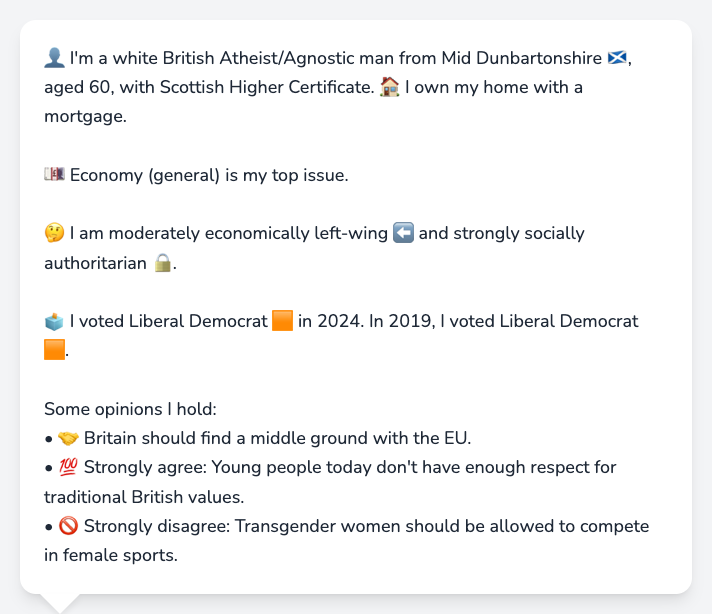 👤 I'm a white British Atheist/Agnostic man from Mid Dunbartonshire 🏴󠁧󠁢󠁳󠁣󠁴󠁿,
aged 60, with Scottish Higher Certificate. 🏠 I own my home with a
mortgage.
💷 Economy (general) is my top issue.
🤔 I am moderately economically left-wing ⬅️ and strongly socially
authoritarian 🔒.
🗳️ I voted Liberal Democrat 🟧 in 2024. In 2019, I voted Liberal Democrat
🟧.
Some opinions I hold:
• 🤝 Britain should find a middle ground with the EU.
• 💯 Strongly agree: Young people today don't have enough respect for
traditional British values.
• 🚫 Strongly disagree: Transgender women should be allowed to compete
in female sports.